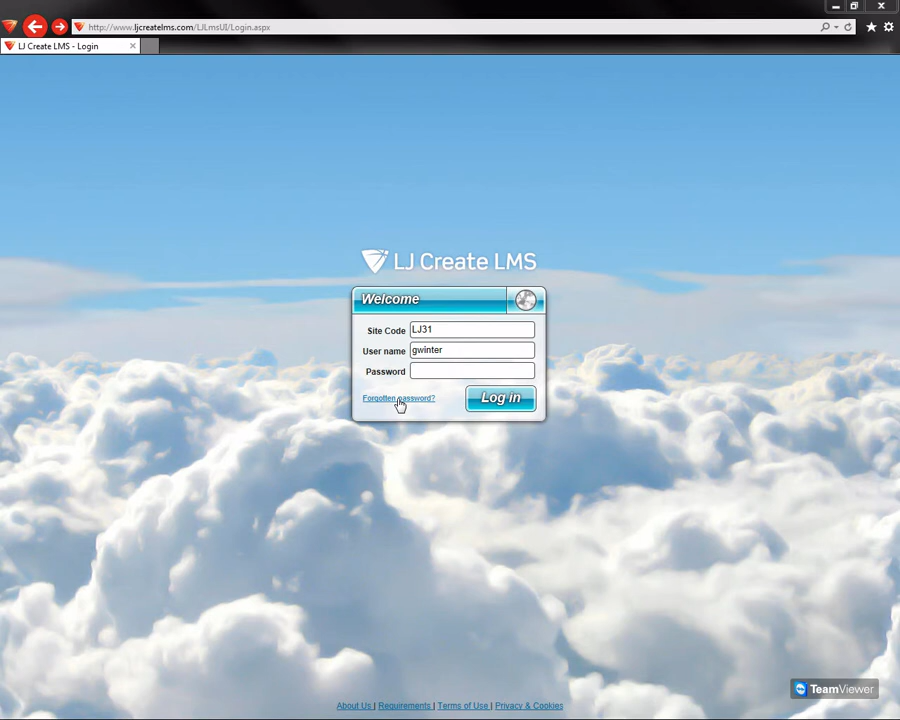 http://www.ljcreatelms.com/LJLmsUI/Login.aspx
LJ Create LMS - Login
LJ Create LMS
Welcome
Site Code LJ31
User name gwinter
Password
Forgotten password? Log in
TeamViewer
About Us | Requirements | Terms of Use | Privacy & Cookies